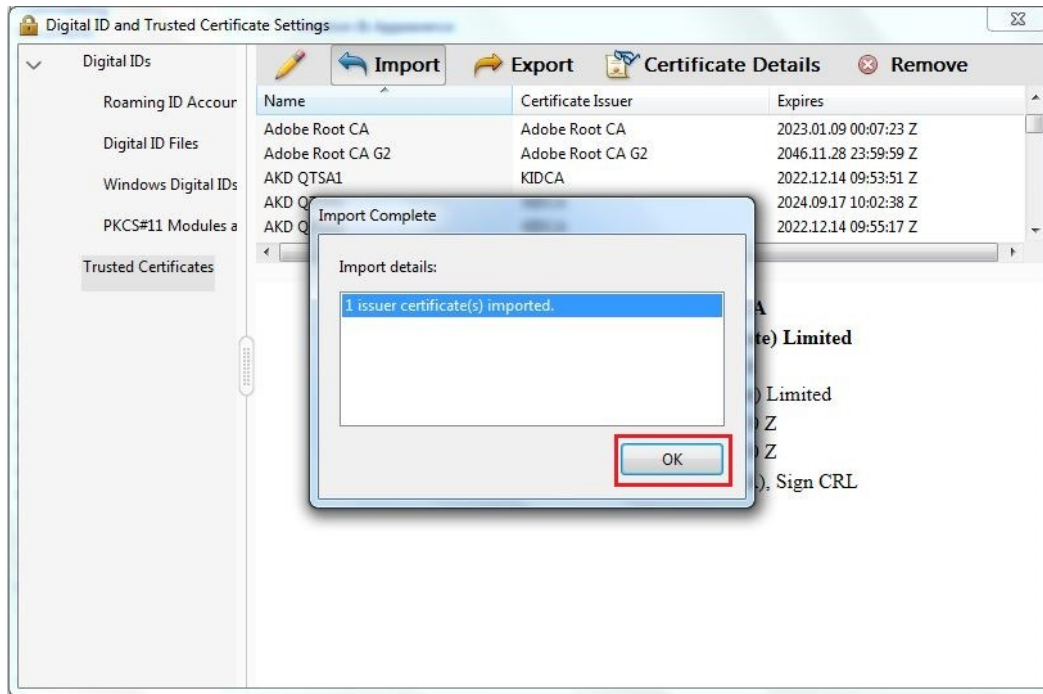 Digital ID and Trusted Certificate Settings
Digital IDs
Roaming ID Accour
Digital ID Files
Windows Digital IDs
PKCS#11 Modules a
Trusted Certificates
Import Export Certificate Details Remove
Name Certificate Issuer Expires
Adobe Root CA Adobe Root CA 2023.01.09 00:07:23 Z
Adobe Root CA G2 Adobe Root CA G2 2046.11.28 23:59:59 Z
AKD QTSA1 KIDCA 2022.12.14 09:53:51 Z
AKD 2024.09.17 10:02:38 Z
AKD 2022.12.14 09:55:17 Z
Import Complete
Import details:
1 issuer certificate(s) imported.
OK
A
te) Limited
) Limited
Z
Z
), Sign CRL